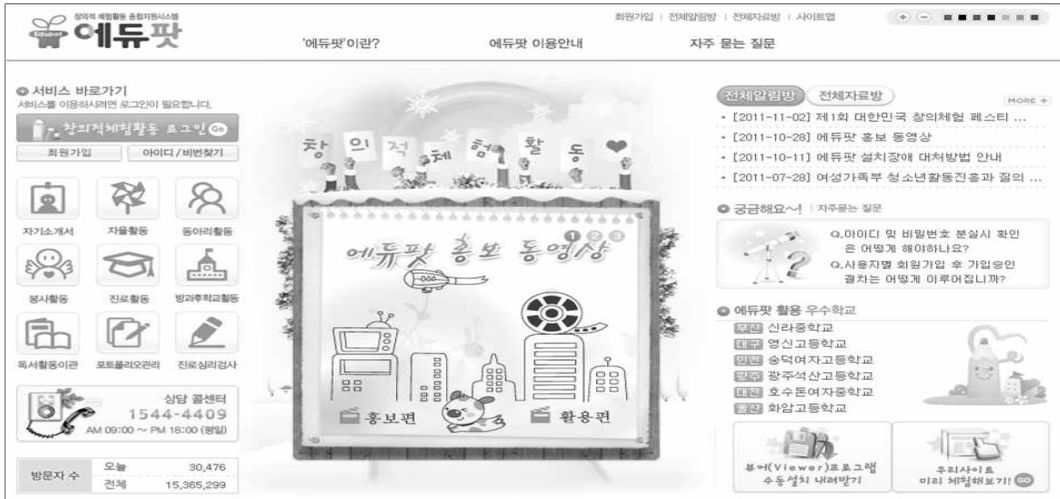 창의적 체험활동 종합지원시스템
Edupot
에듀팟
회원가입 | 전체알림방 | 전체자료방 | 사이트맵
'에듀팟'이란?
에듀팟 이용안내
자주 묻는 질문
서비스 바로가기
서비스를 이용하시려면 로그인이 필요합니다.
창의적체험활동 로그인 Go
회원가입
아이디 / 비번찾기
자기소개서
자율활동
동아리활동
봉사활동
진로활동
방과후학교활동
독서활동이관
포트폴리오관리
진로심리검사
상담 콜센터
1544-4409
AM 09:00 ~ PM 18:00 (평일)
방문자 수
오늘 30,476
전체 15,365,299
창의적체험활동
1 2 3
에듀팟 홍보 동영상
홍보편
활용편
전체알림방
전체자료방
MORE +
• [2011-11-02] 제1회 대한민국 창의체험 페스티 ...
• [2011-10-28] 에듀팟 홍보 동영상
• [2011-10-11] 에듀팟 설치장애 대처방법 안내
• [2011-07-28] 여성가족부 청소년활동진흥과 질의 ...
궁금해요~! | 자주묻는 질문
Q.아이디 및 비밀번호 분실시 확인
은 어떻게 해야하나요?
Q.사용자별 회원가입 후 가입승인
절차는 어떻게 이루어집니까?
에듀팟 활용 우수학교
부산 신라중학교
대구 영신고등학교
인천 숭덕여자고등학교
광주 광주석산고등학교
대전 호수돈여자중학교
울산 화암고등학교
뷰어(Viewer)프로그램
수동설치 내려받기
우리사이트
미리 체험해보기! GO